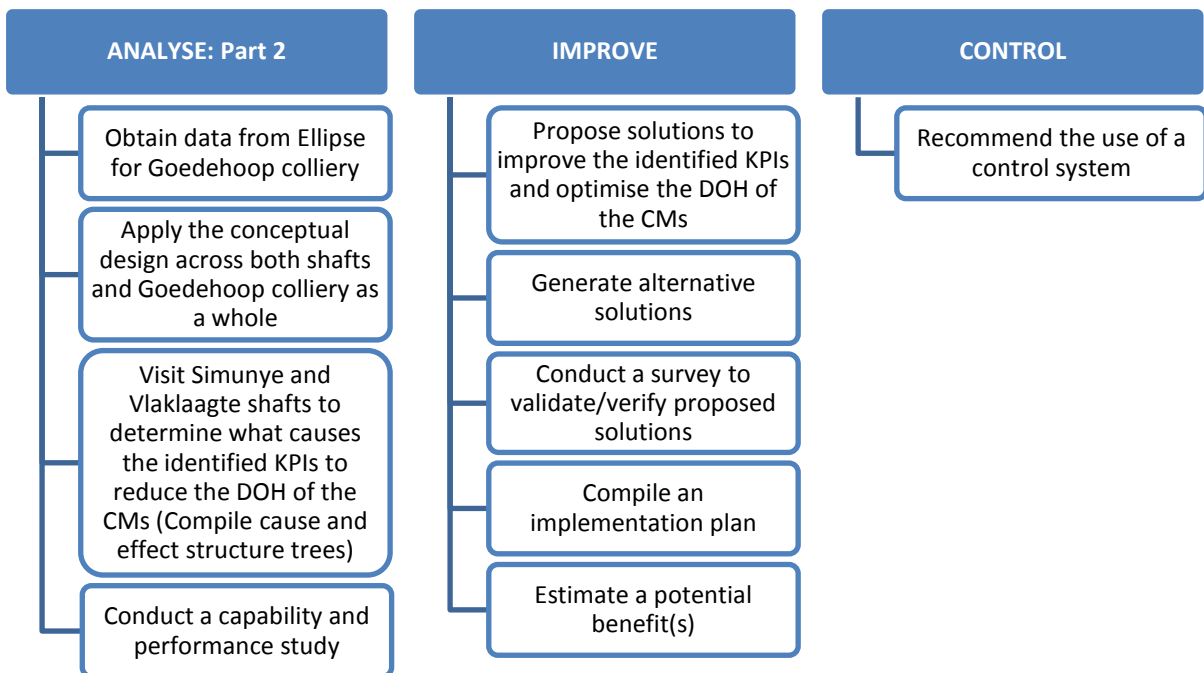 ANALYSE: Part 2
Obtain data from Ellipse
for Goedehoop colliery
Apply the conceptual
design across both shafts
and Goedehoop colliery as
a whole
Visit Simunye and
Vlaklaagte shafts to
determine what causes
the identified KPIs to
reduce the DOH of the
CMs (Compile cause and
effect structure trees)
Conduct a capability and
performance study
IMPROVE
Propose solutions to
improve the identified KPIs
and optimise the DOH of
the CMs
Generate alternative
solutions
Conduct a survey to
validate/verify proposed
solutions
Compile an
implementation plan
Estimate a potential
benefit(s)
CONTROL
Recommend the use of a
control system